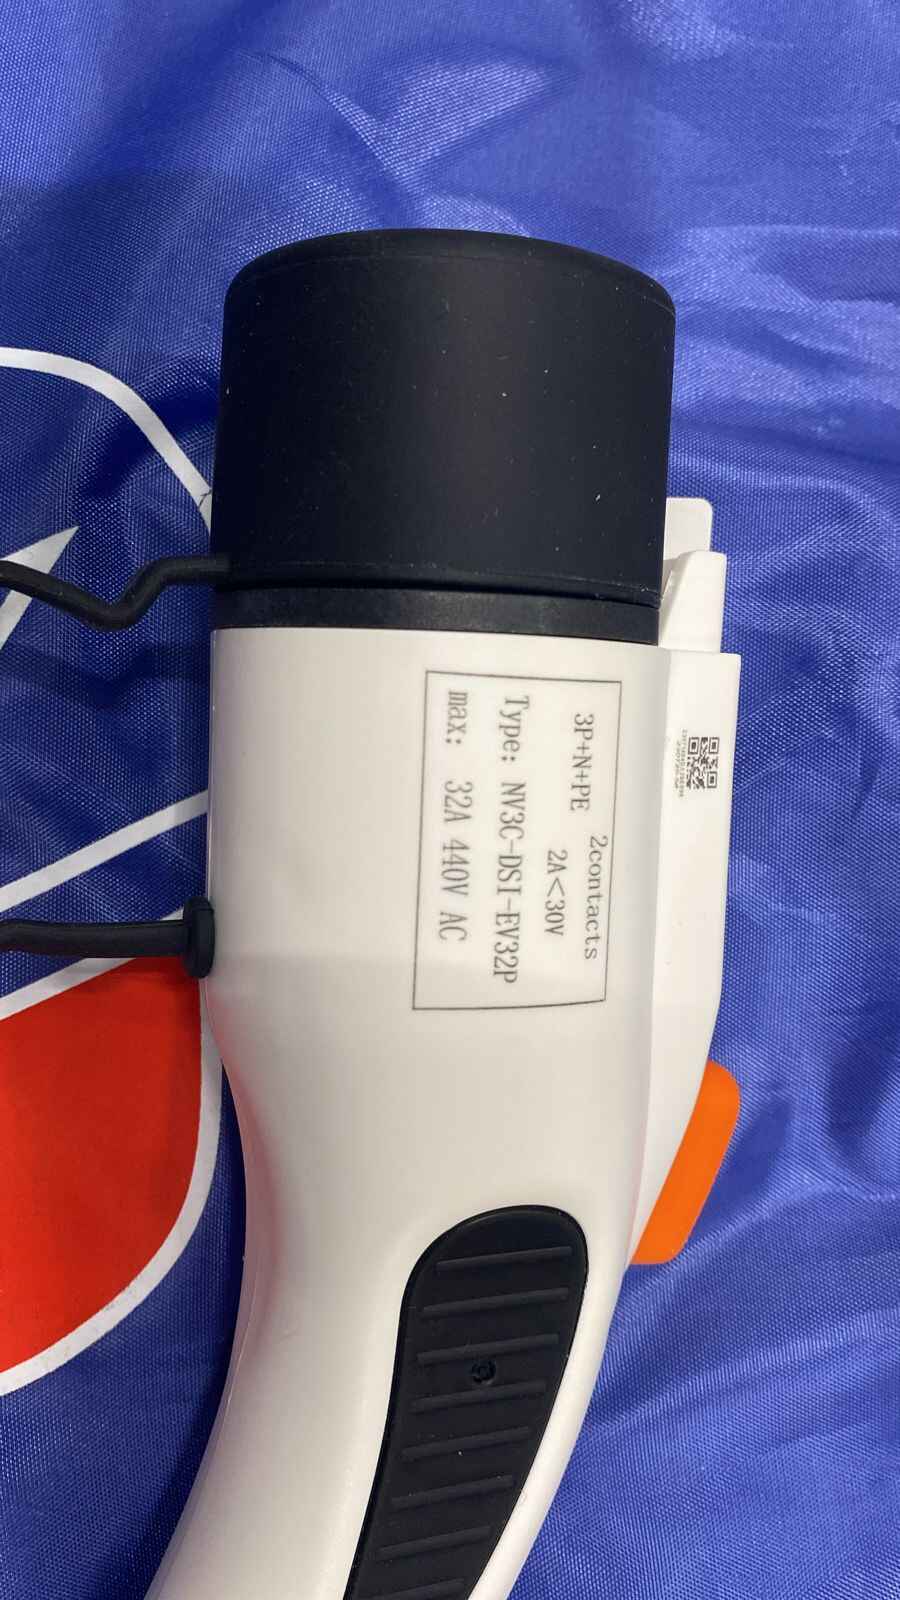 3P+N+PE 2contacts
2A<30V
Type: NV3C-DSI-EV32P
max: 32A 440V AC